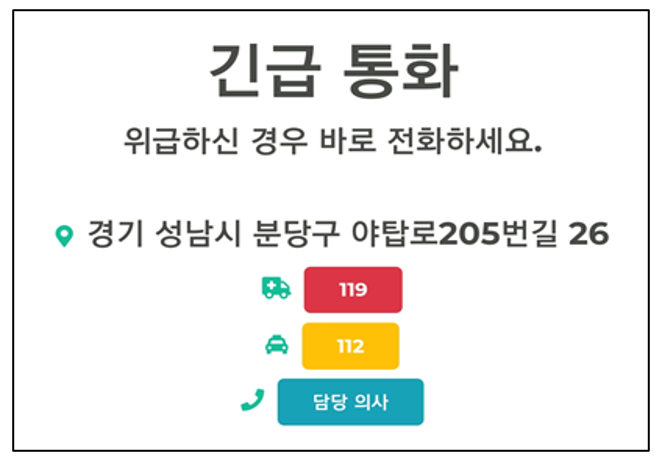 긴급 통화
위급하신 경우 바로 전화하세요.
경기 성남시 분당구 야탑로205번길 26
119
112
담당 의사